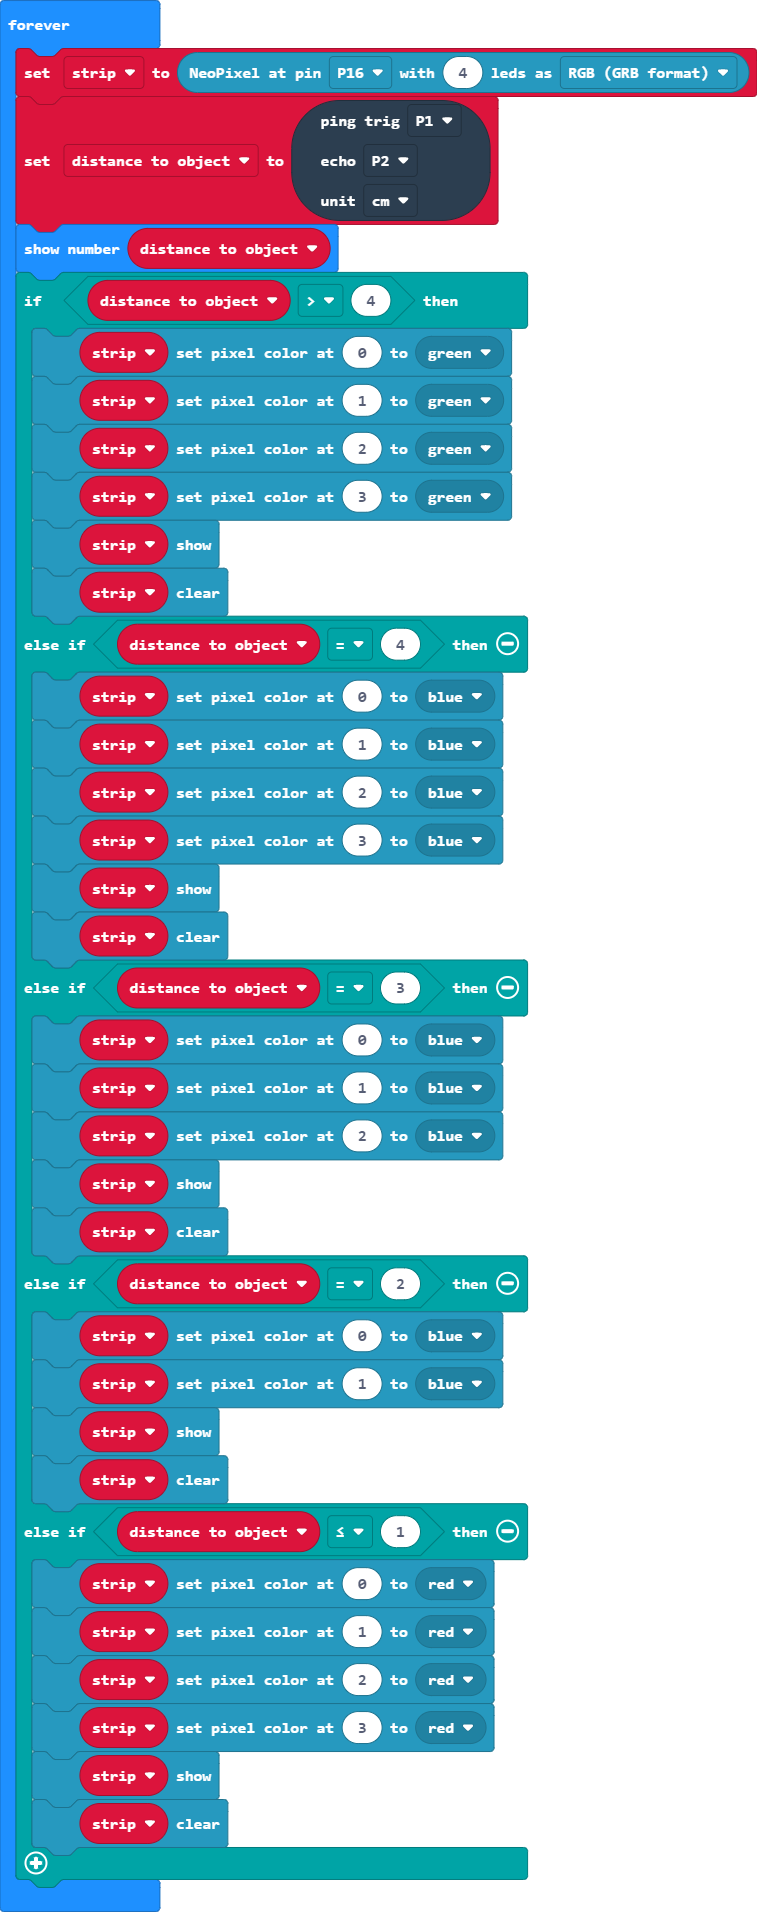 forever
set strip to NeoPixel at pin P16 with 4 leds as RGB (GRB format)
ping trig P1
set distance to object to echo P2
unit cm
show number distance to object
if distance to object > 4 then
strip set pixel color at 0 to green
strip set pixel color at 1 to green
strip set pixel color at 2 to green
strip set pixel color at 3 to green
strip show
strip clear
else if distance to object = 4 then
strip set pixel color at 0 to blue
strip set pixel color at 1 to blue
strip set pixel color at 2 to blue
strip set pixel color at 3 to blue
strip show
strip clear
else if distance to object = 3 then
strip set pixel color at 0 to blue
strip set pixel color at 1 to blue
strip set pixel color at 2 to blue
strip show
strip clear
else if distance to object = 2 then
strip set pixel color at 0 to blue
strip set pixel color at 1 to blue
strip show
strip clear
else if distance to object ≤ 1 then
strip set pixel color at 0 to red
strip set pixel color at 1 to red
strip set pixel color at 2 to red
strip set pixel color at 3 to red
strip show
strip clear